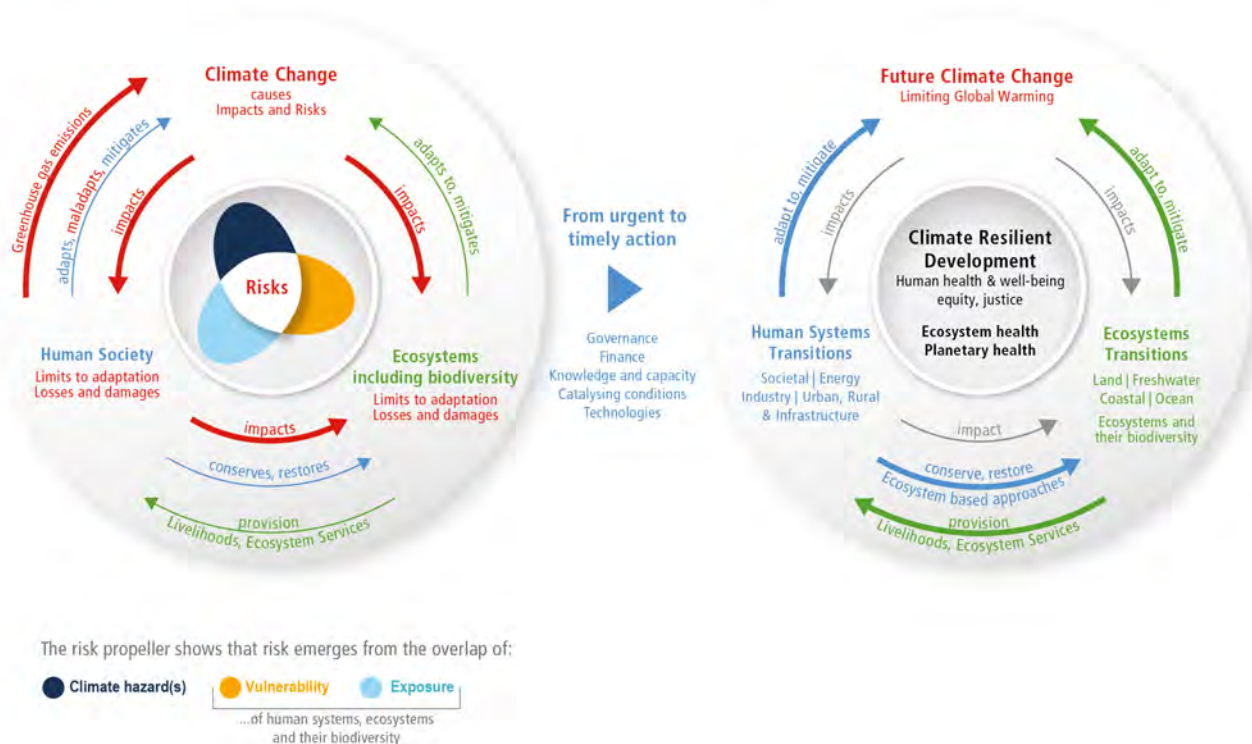 Climate Change
causes
Impacts and Risks
Greenhouse gas emissions
adapts, maladapts, mitigates
impacts
impacts
adapts to, mitigates
Risks
Human Society
Limits to adaptation
Losses and damages
Ecosystems
including biodiversity
Limits to adaptation
Losses and damages
impacts
conserves, restores
provision
Livelihoods, Ecosystem Services
From urgent to
timely action
Governance
Finance
Knowledge and capacity
Catalysing conditions
Technologies
Future Climate Change
Limiting Global Warming
adapt to, mitigate
impacts
impacts
adapt to, mitigate
Climate Resilient
Development
Human health & well-being
equity, justice
Ecosystem health
Planetary health
Human Systems
Transitions
Societal | Energy
Industry | Urban, Rural
& Infrastructure
Ecosystems
Transitions
Land | Freshwater
Coastal | Ocean
Ecosystems and
their biodiversity
impact
conserve, restore
Ecosystem based approaches
provision
Livelihoods, Ecosystem Services
The risk propeller shows that risk emerges from the overlap of:
Climate hazard(s) Vulnerability Exposure
...of human systems, ecosystems
and their biodiversity